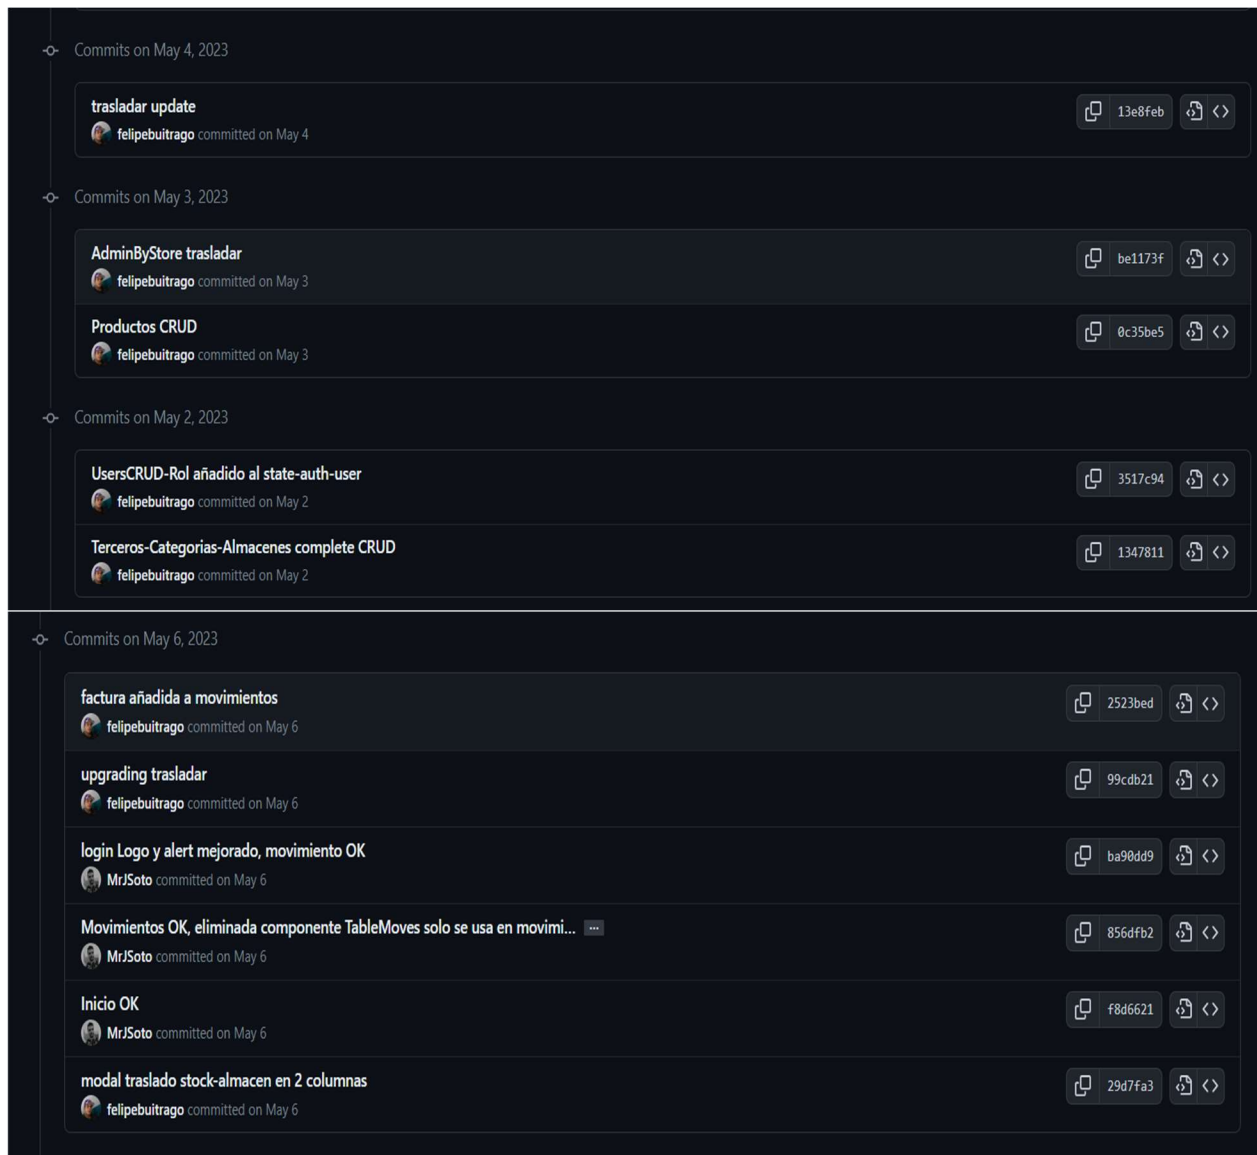 Commits on May 4, 2023
trasladar update
13e8feb
felipebuitrago committed on May 4
Commits on May 3, 2023
AdminByStore trasladar
be1173f
felipebuitrago committed on May 3
Productos CRUD
0c35be5
felipebuitrago committed on May 3
Commits on May 2, 2023
UsersCRUD-Rol añadido al state-auth-user
3517c94
felipebuitrago committed on May 2
Terceros-Categorias-Almacenes complete CRUD
1347811
felipebuitrago committed on May 2
Commits on May 6, 2023
factura añadida a movimientos
2523bed
felipebuitrago committed on May 6
upgrading trasladar
99cdb21
felipebuitrago committed on May 6
login Logo y alert mejorado, movimiento OK
ba90dd9
MrJSoto committed on May 6
Movimientos OK, eliminada componente TableMoves solo se usa en movimi... ...
856dfb2
MrJSoto committed on May 6
Inicio OK
f8d6621
MrJSoto committed on May 6
modal traslado stock-almacen en 2 columnas
29d7fa3
felipebuitrago committed on May 6